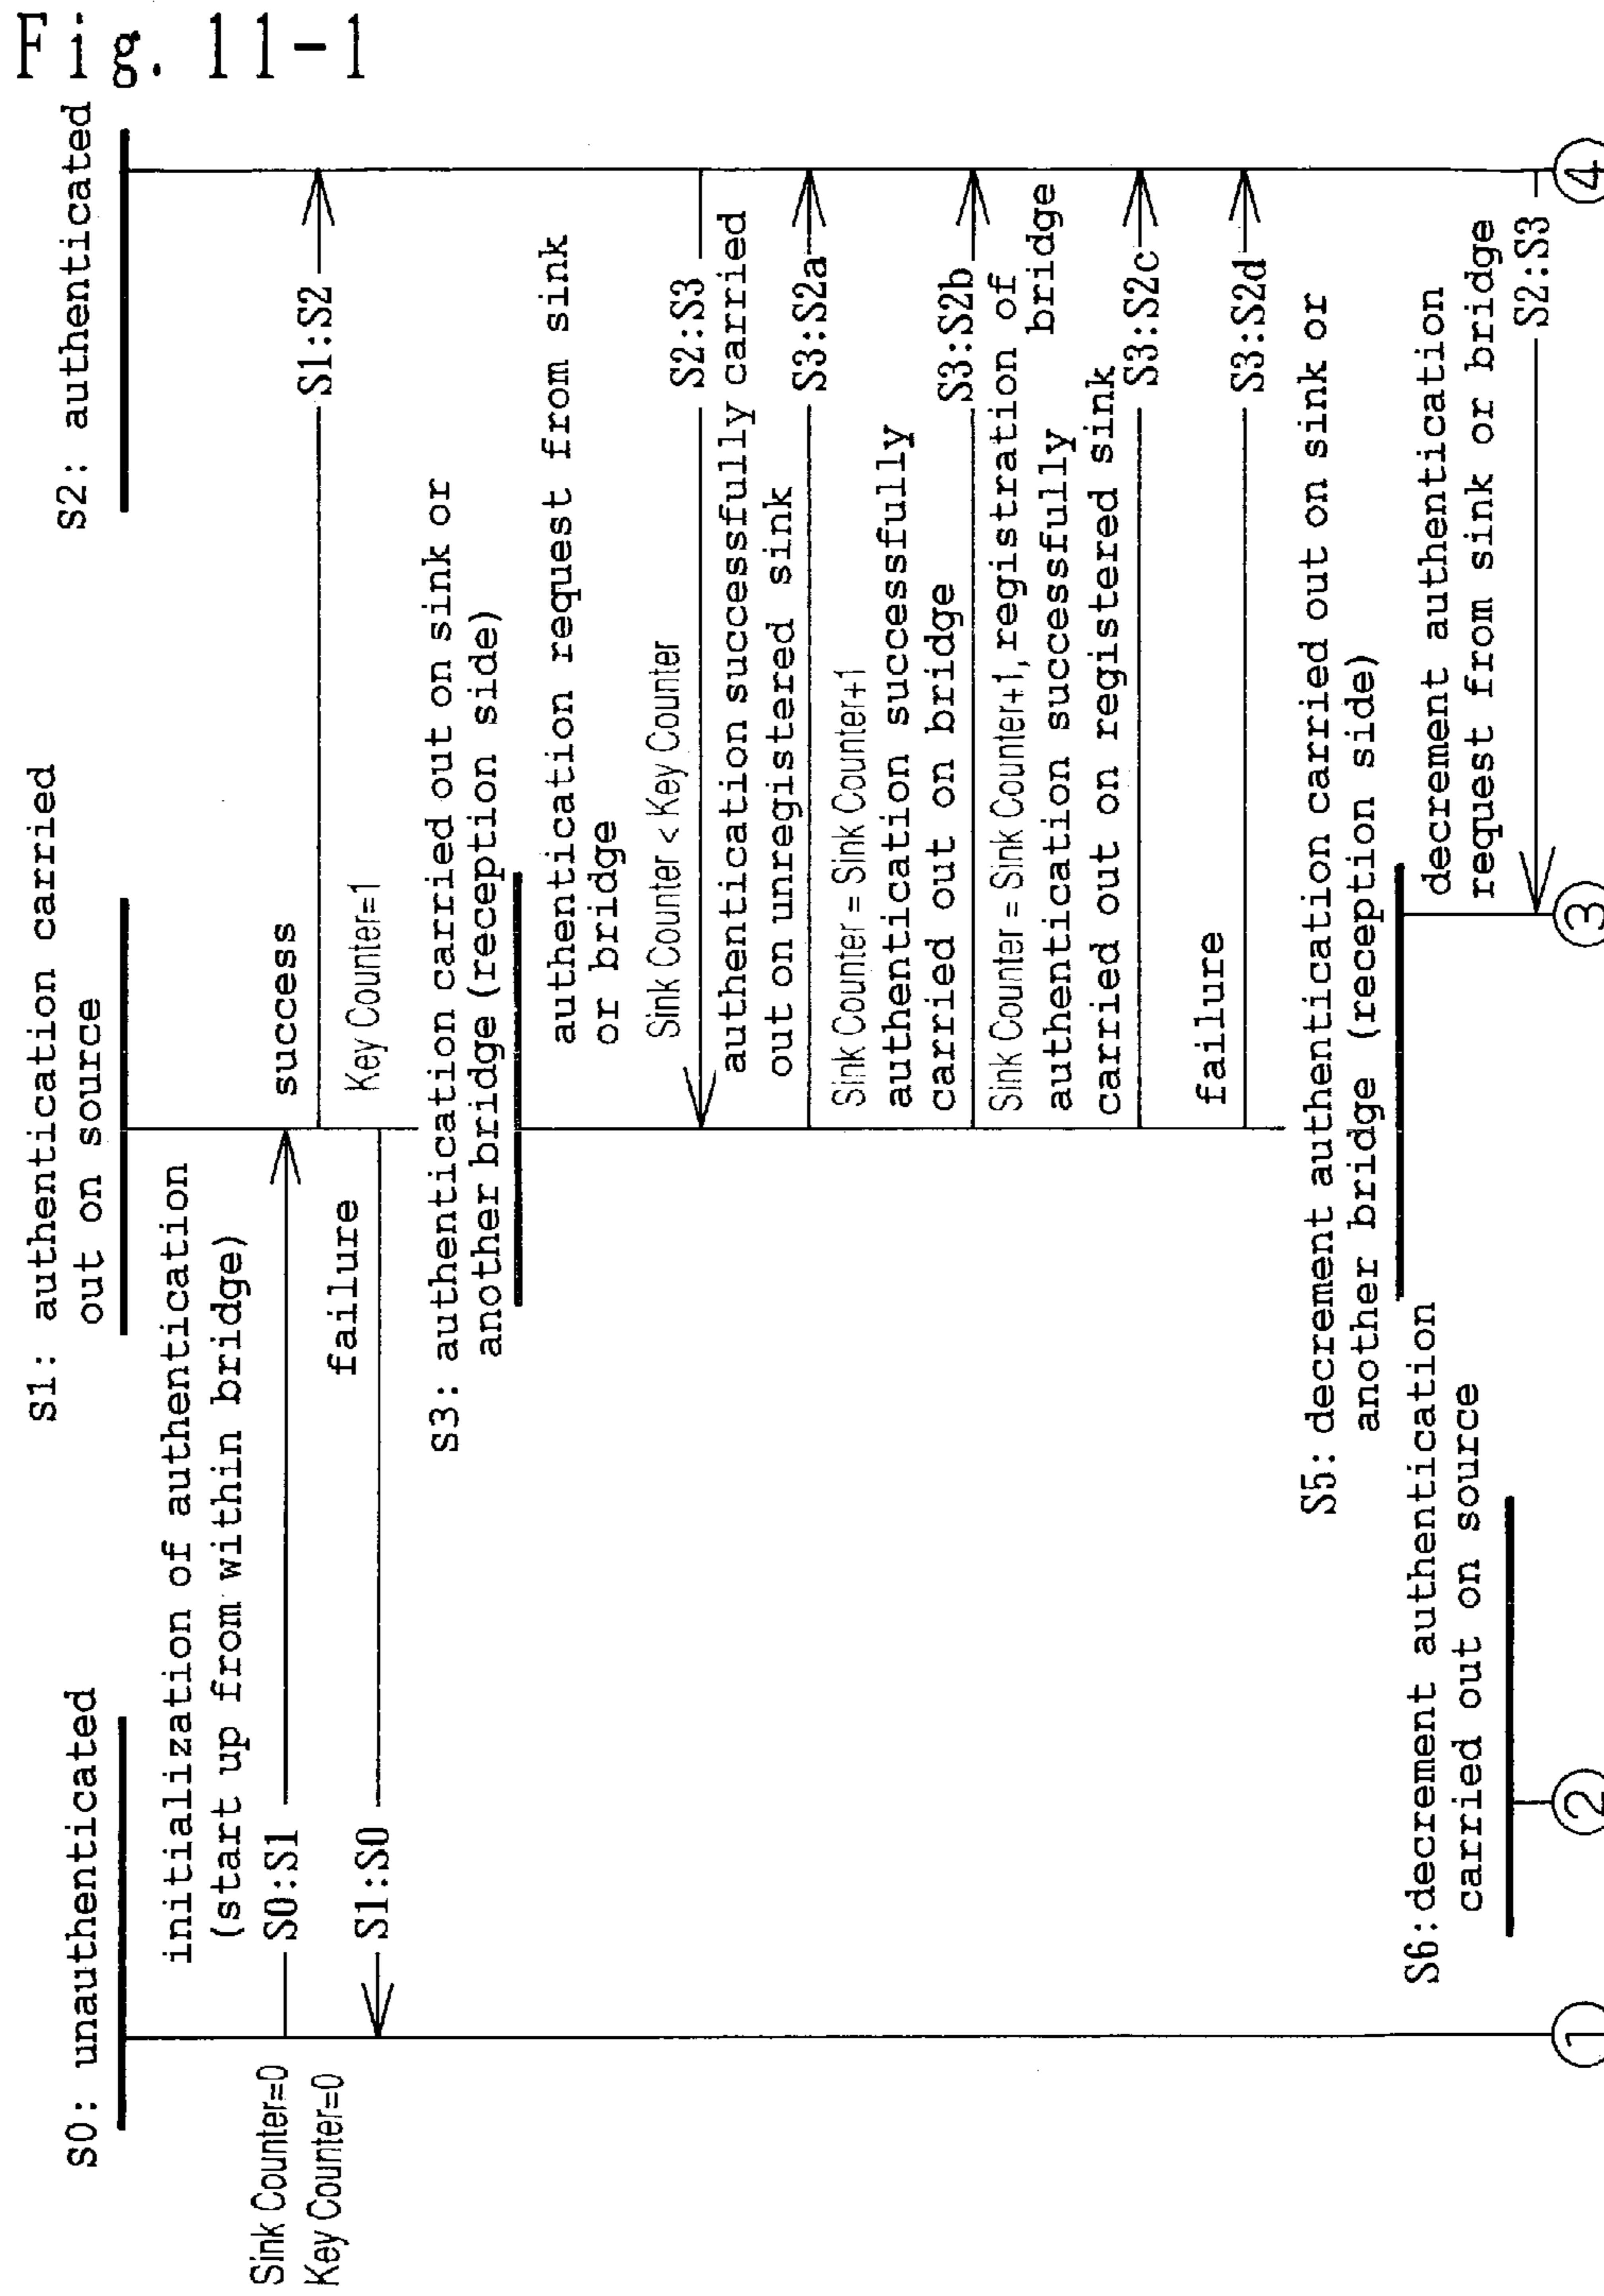 Fig. 11-1
S0: unauthenticated
S1: authentication carried
out on source
S2: authenticated
initialization of authentication
(start up from within bridge)
Sink Counter=0
Key Counter=0
S0:S1
success
S1:S2
Key Counter=1
failure
S1:S0
S3: authentication carried out on sink or
another bridge (reception side)
authentication request from sink
or bridge
Sink Counter < Key Counter
S2:S3
authentication successfully carried
out on unregistered sink
S3:S2a
Sink Counter = Sink Counter+1
authentication successfully
carried out on bridge
S3:S2b
Sink Counter = Sink Counter+1, registration of
bridge
authentication successfully
carried out on registered sink
S3:S2c
failure
S3:S2d
S5: decrement authentication carried out on sink or
another bridge (reception side)
S6: decrement authentication
carried out on source
decrement authentication
request from sink or bridge
S2:S3
1
2
3
4